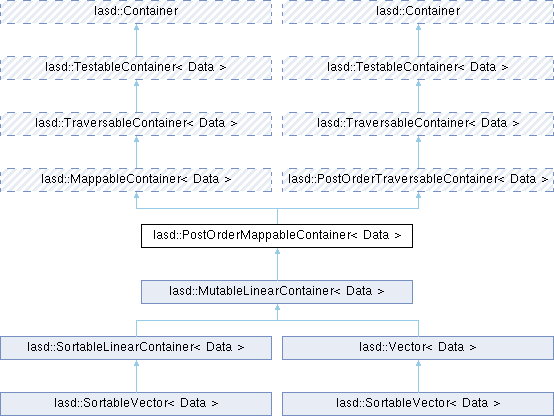 lasd::Container
lasd::Container
lasd::TestableContainer< Data >
lasd::TestableContainer< Data >
lasd::TraversableContainer< Data >
lasd::TraversableContainer< Data >
lasd::MappableContainer< Data >
lasd::PostOrderTraversableContainer< Data >
lasd::PostOrderMappableContainer< Data >
lasd::MutableLinearContainer< Data >
lasd::SortableLinearContainer< Data >
lasd::Vector< Data >
lasd::SortableVector< Data >
lasd::SortableVector< Data >